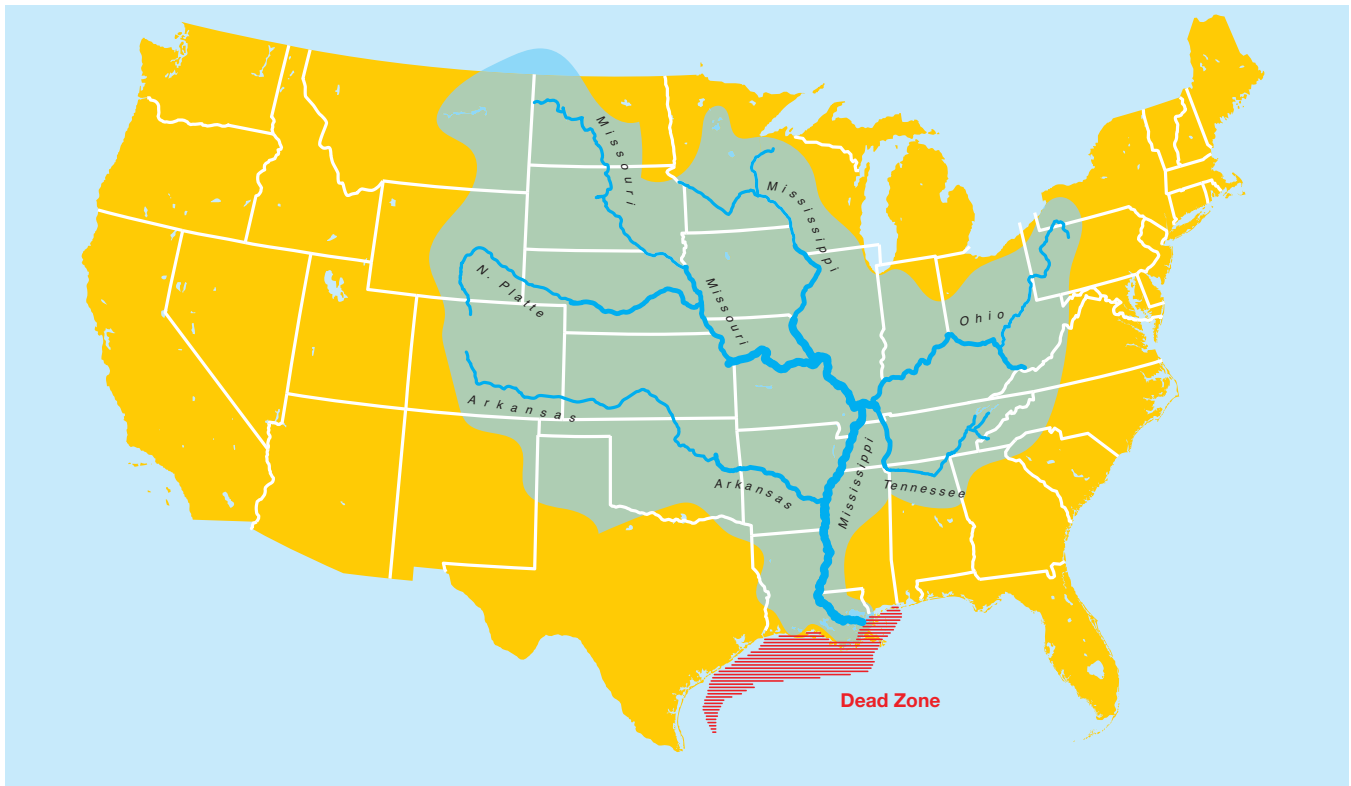 Missouri
Mississippi
N. Platte
Missouri
Ohio
Arkansas
Mississippi
Arkansas
Tennessee
Dead Zone